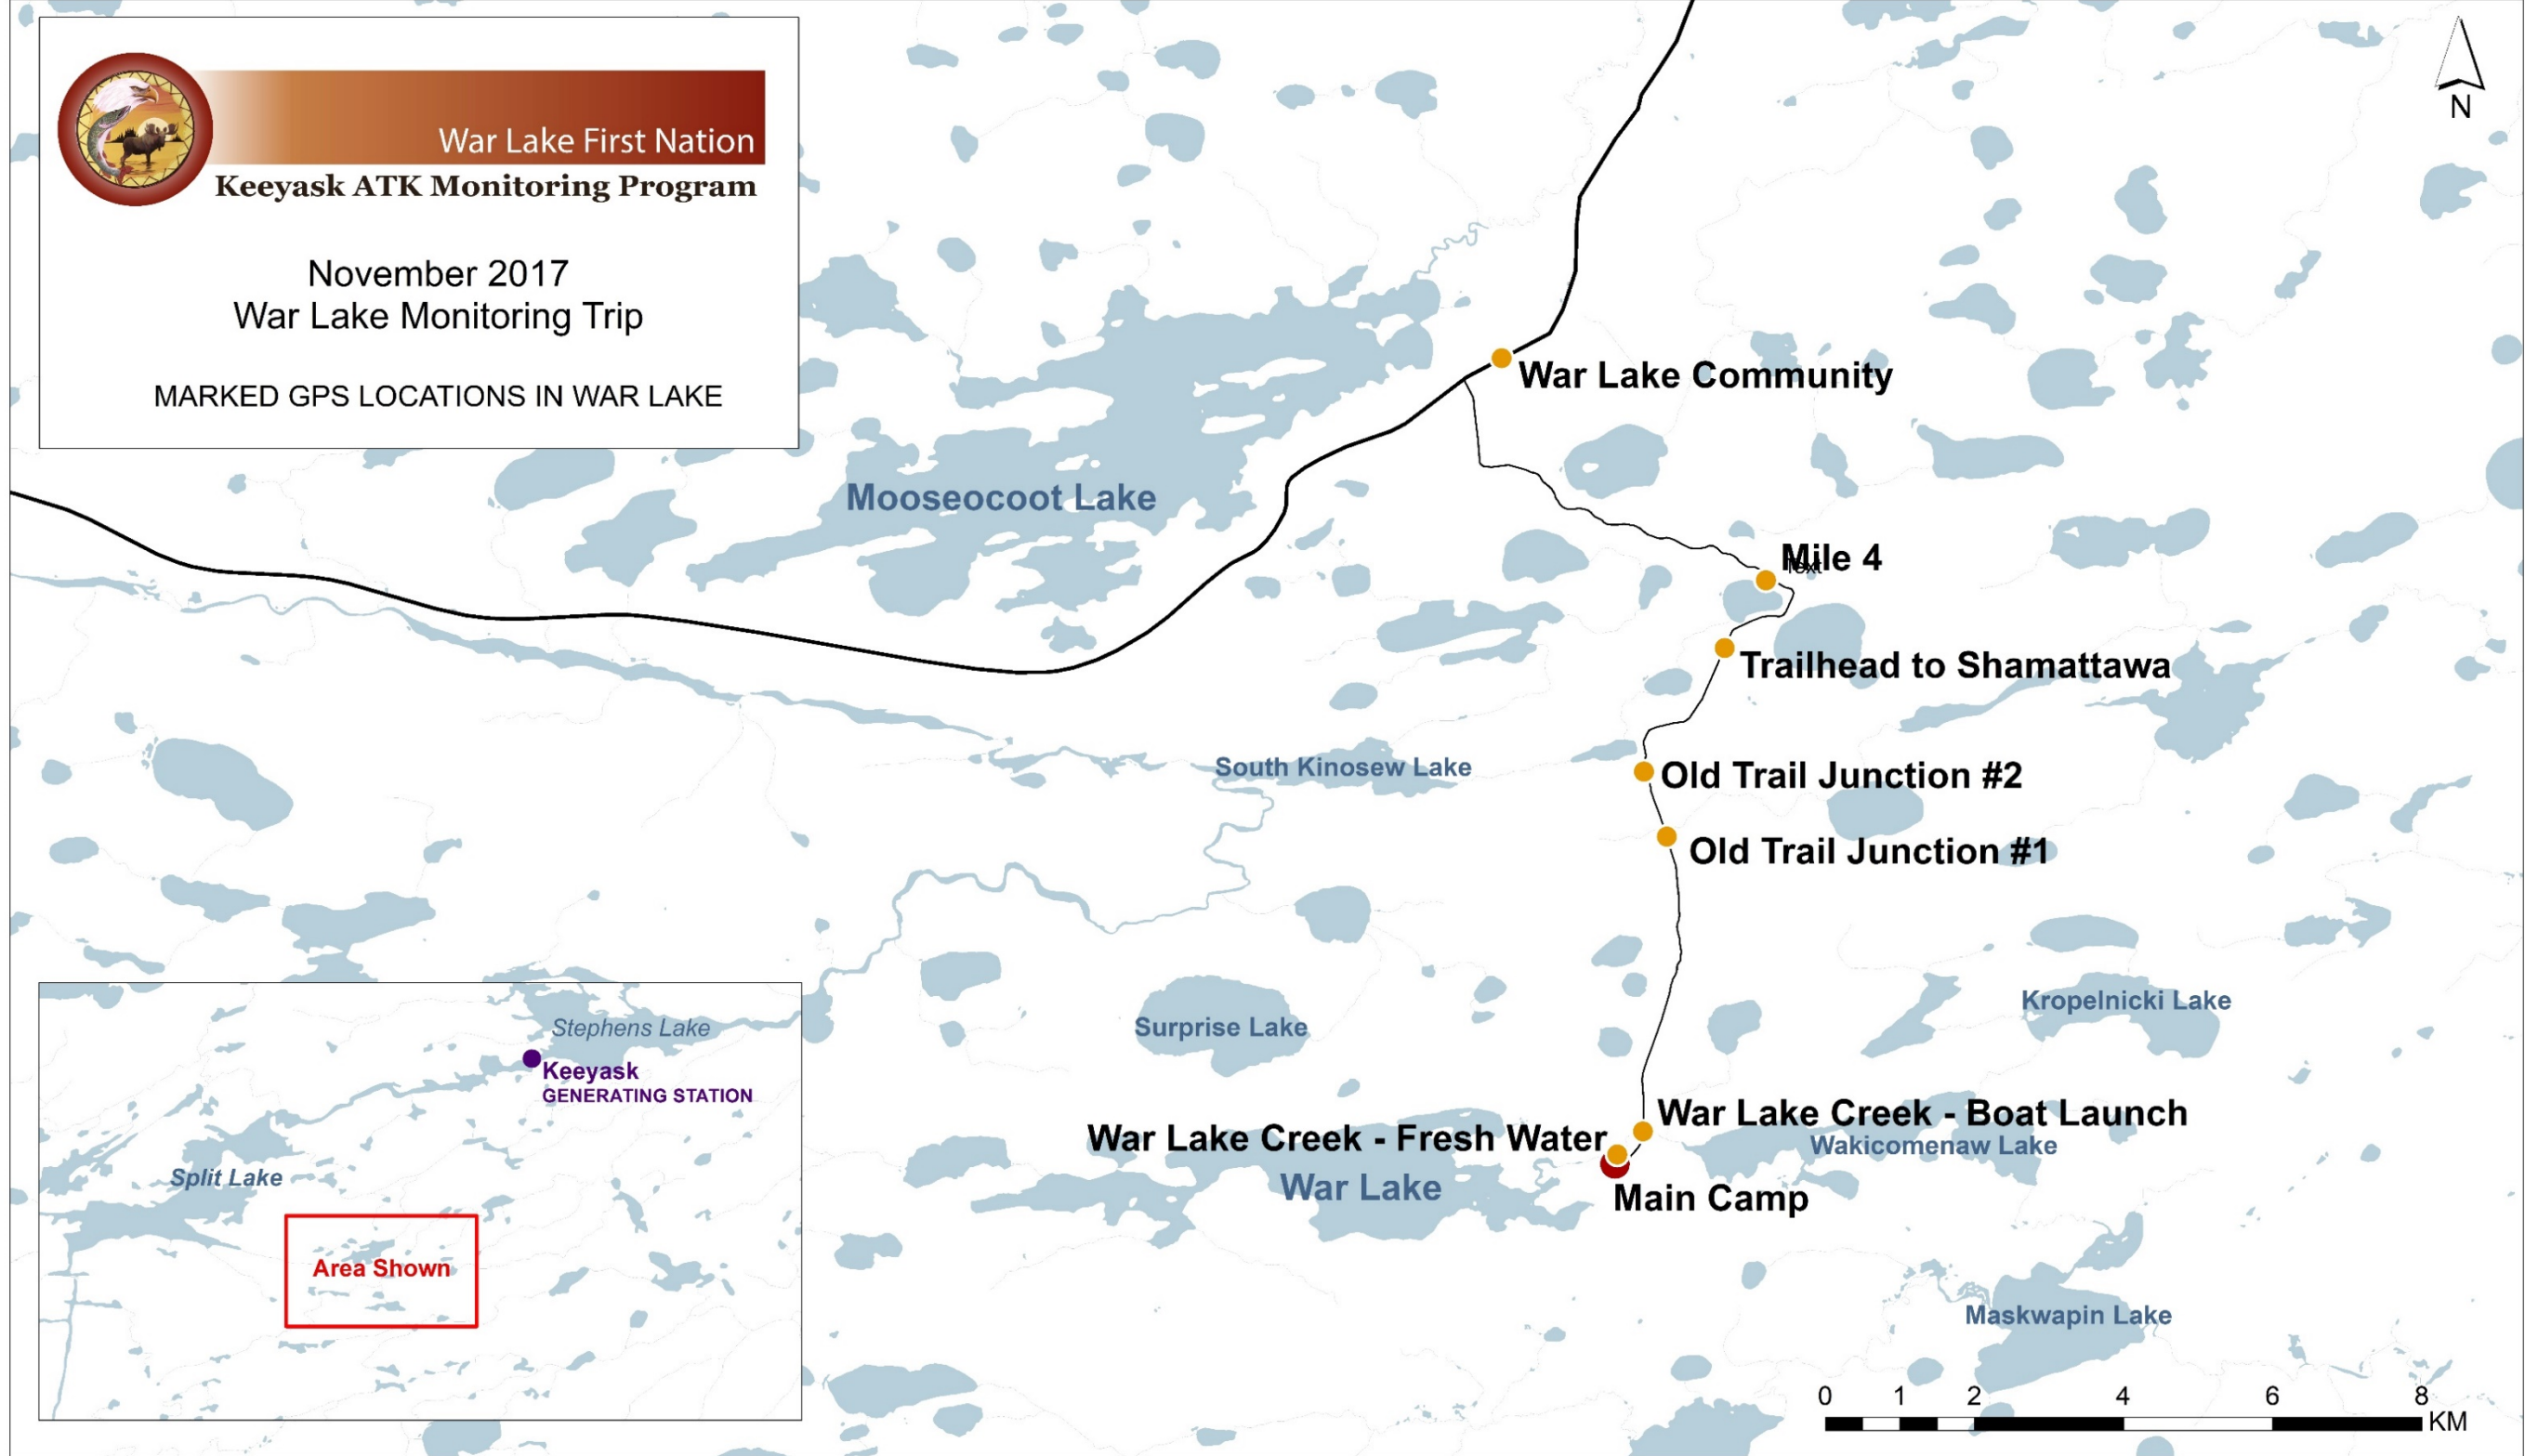 War Lake First Nation
Keeyask ATK Monitoring Program
November 2017
War Lake Monitoring Trip
MARKED GPS LOCATIONS IN WAR LAKE
N
War Lake Community
Mooseocoot Lake
Mile 4
Text
Trailhead to Shamattawa
South Kinosew Lake
Old Trail Junction #2
Old Trail Junction #1
Kropelnicki Lake
Surprise Lake
War Lake Creek - Boat Launch
War Lake Creek - Fresh Water
Wakicomenaw Lake
War Lake
Main Camp
Maskwapin Lake
Stephens Lake
Keeyask
GENERATING STATION
Split Lake
Area Shown
0 1 2 4 6 8
KM